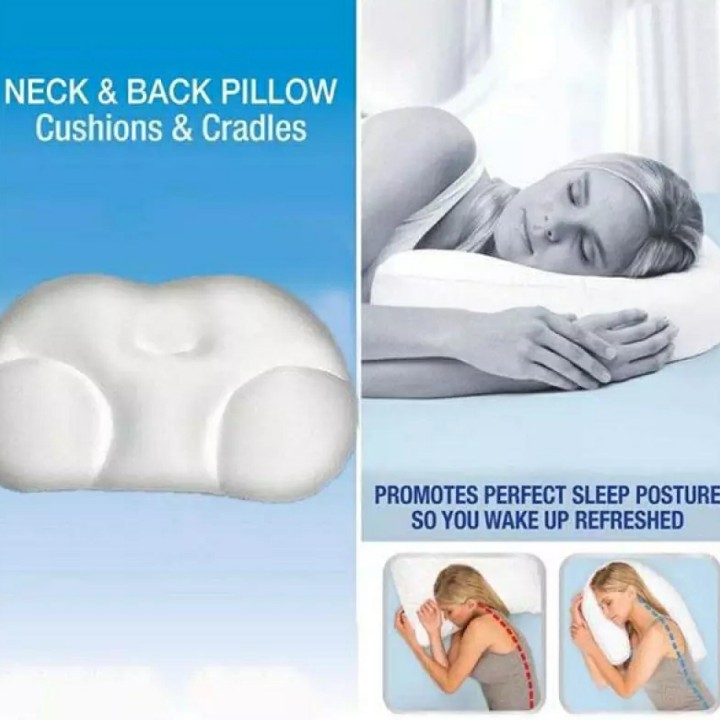 NECK & BACK PILLOW
Cushions & Cradles
PROMOTES PERFECT SLEEP POSTURE
SO YOU WAKE UP REFRESHED